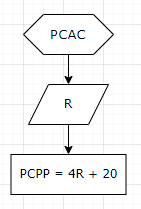 PCAC
R
PCPP = 4R + 20